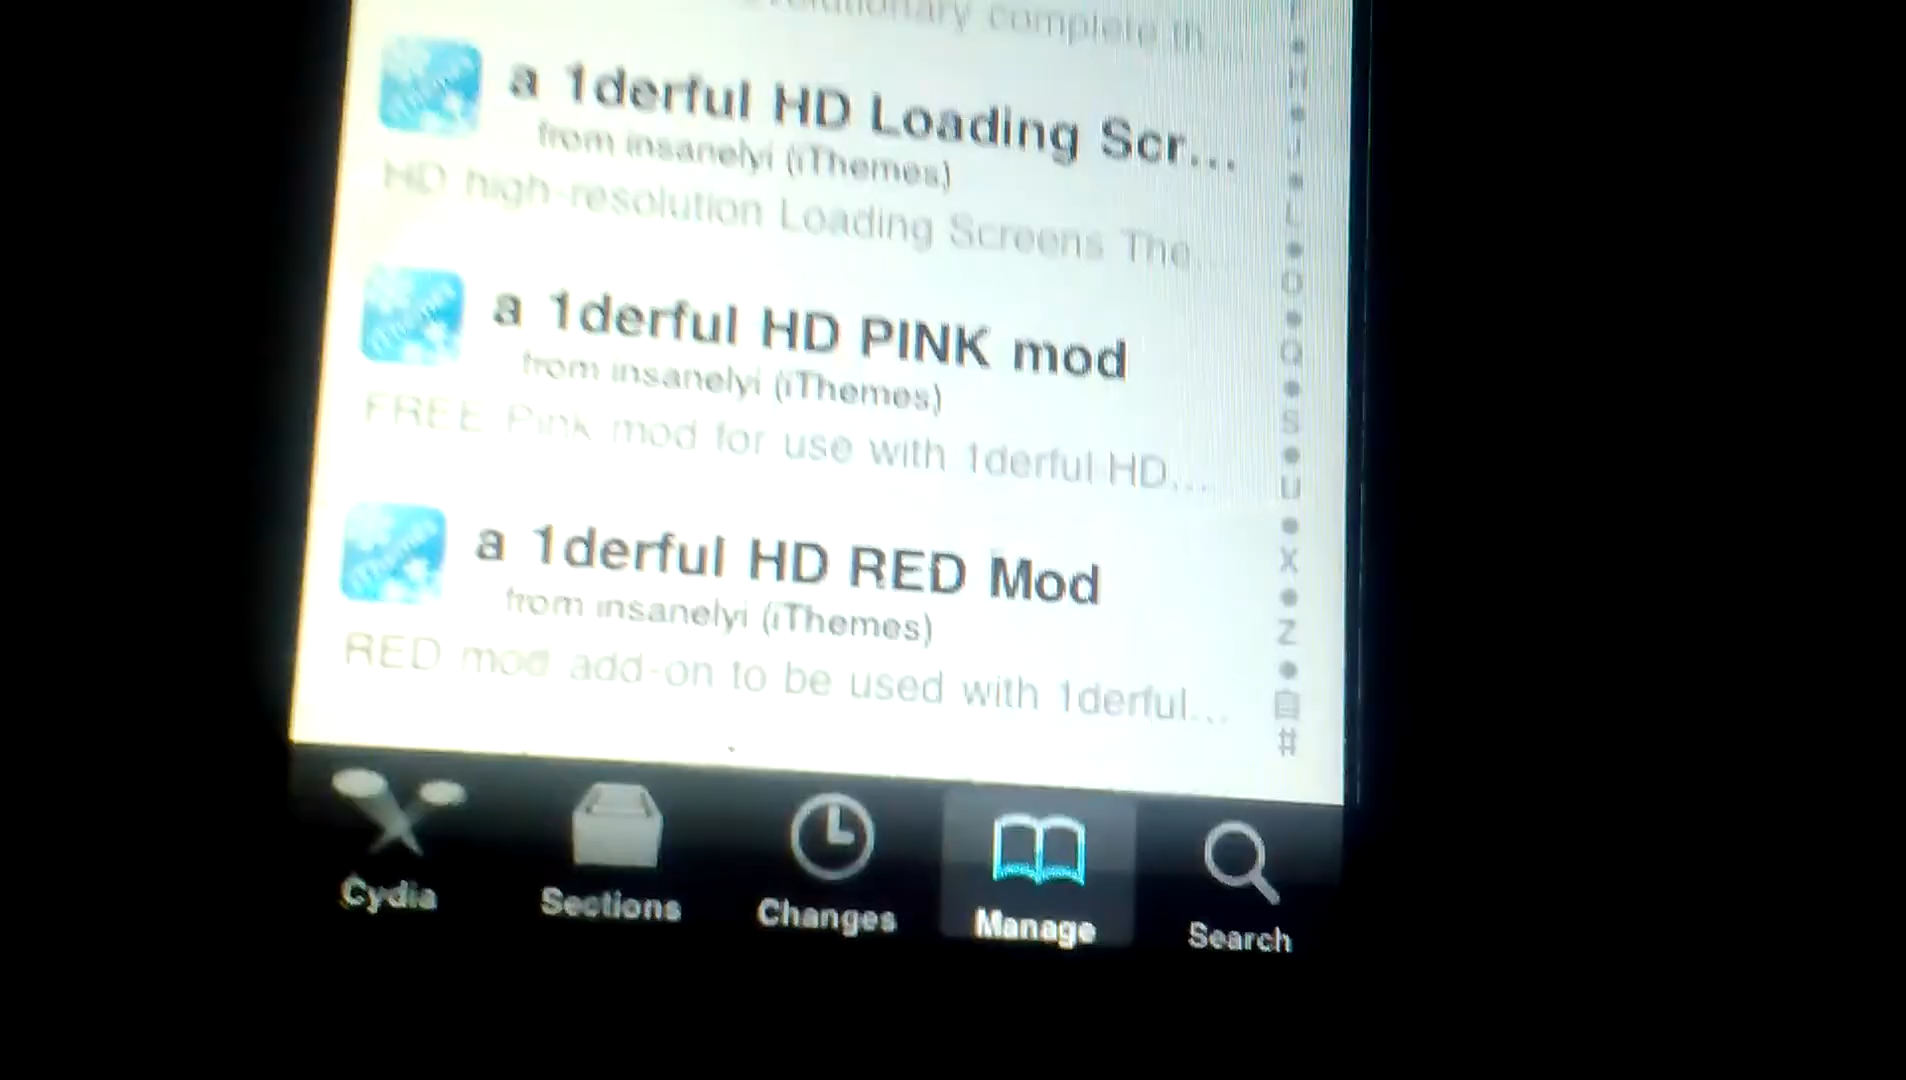 complete th
a 1derful HD Loading Scr...
from insanelyi (iThemes)
HD high-resolution Loading Screens The...
a 1derful HD PINK mod
from insanelyi (iThemes)
FREE Pink mod for use with 1derful HD...
a 1derful HD RED Mod
from insanelyi (iThemes)
RED mod add-on to be used with 1derful...
H
J
L
O
Q
S
U
X
Z
#
Cydia
Sections
Changes
Manage
Search